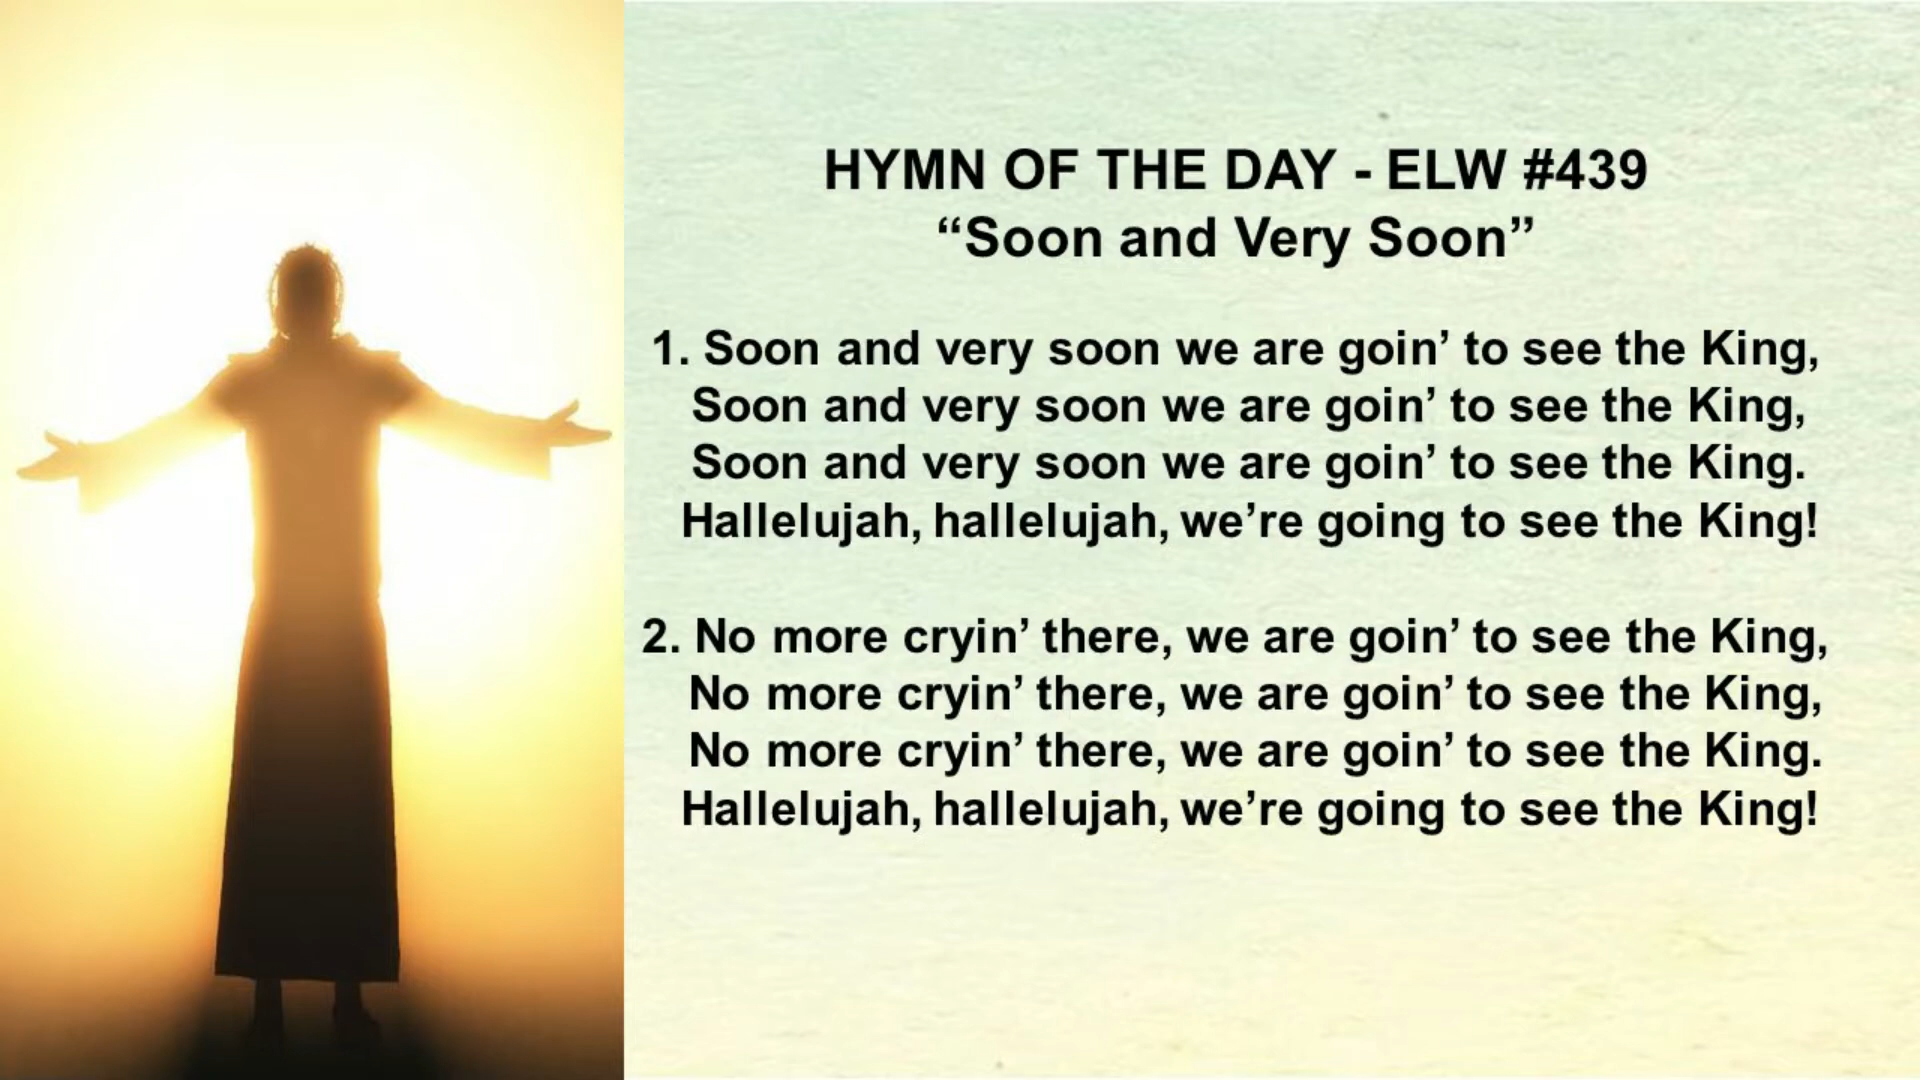 HYMN OF THE DAY - ELW #439
“Soon and Very Soon”
1. Soon and very soon we are goin’ to see the King,
Soon and very soon we are goin’ to see the King,
Soon and very soon we are goin’ to see the King.
Hallelujah, hallelujah, we’re going to see the King!
2. No more cryin’ there, we are goin’ to see the King,
No more cryin’ there, we are goin’ to see the King,
No more cryin’ there, we are goin’ to see the King.
Hallelujah, hallelujah, we’re going to see the King!